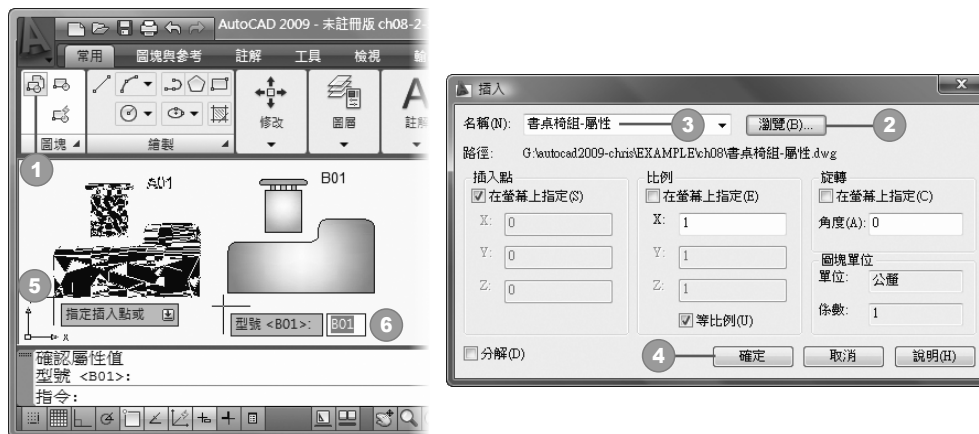 AutoCAD 2009 - 未註冊版 ch08-2-
常用 圖塊與參考 註解 工具 檢視
圖塊 繪製 修改 圖層
1
A01
B01
5
指定插入點或
型號 <B01>: B01
6
X
確認屬性值
型號 <B01>:
指令:
插入
名稱(N): 書桌椅組-屬性 3 瀏覽(B)... 2
路徑: G:\autocad2009-chris\EXAMPLE\ch08\書桌椅組-屬性.dwg
插入點 比例 旋轉
在螢幕上指定(S) 在螢幕上指定(E) 在螢幕上指定(C)
X: 0 X: 1 角度(A): 0
Y: 0 Y: 1 圖塊單位
單位: 公釐
Z: 0 Z: 1 係數: 1
等比例(U)
分解(D) 4 確定 取消 說明(H)